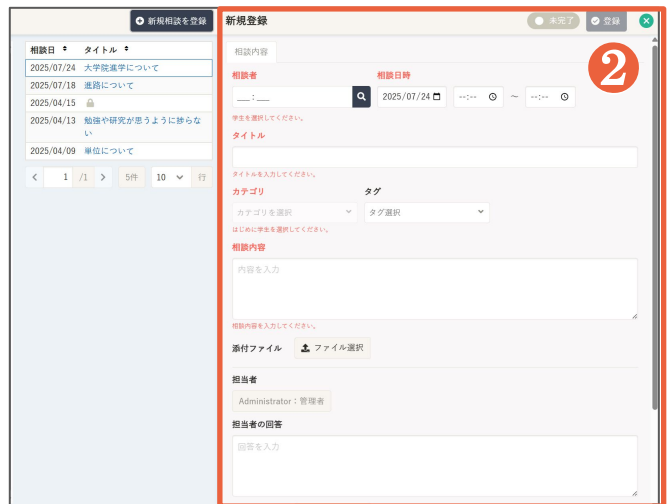 新規相談を登録
相談日 タイトル
2025/07/24 大学院進学について
2025/07/18 進路について
2025/04/15
2025/04/13 勉強や研究が思うように捗らな
い
2025/04/09 単位について
1 /1 5件 10 行
新規登録 未完了 登録
2
相談内容
相談者 相談日時
__:__ 2025/07/24 --:-- ~ --:--
学生を選択してください。
タイトル
タイトルを入力してください。
カテゴリ タグ
カテゴリを選択 タグ選択
はじめに学生を選択してください。
相談内容
内容を入力
相談内容を入力してください。
添付ファイル ファイル選択
担当者
Administrator：管理者
担当者の回答
回答を入力